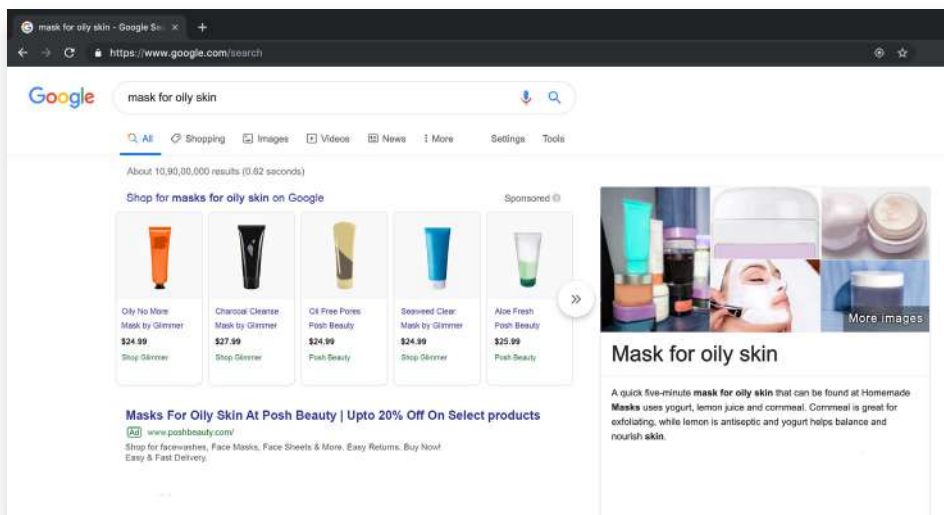 mask for oily skin - Google Se
https://www.google.com/search
Google
mask for oily skin
All Shopping Images Videos News More Settings Tools
About 10,90,00,000 results (0.62 seconds)
Shop for masks for oily skin on Google Sponsored
Oily No More
Mask by Glimmer
$24.99
Shop Glimmer
Charcoal Cleanse
Mask by Glimmer
$27.99
Shop Glimmer
Oil Free Pores
Posh Beauty
$24.99
Posh Beauty
Seaweed Clear
Mask by Glimmer
$24.99
Shop Glimmer
Aloe Fresh
Posh Beauty
$25.99
Posh Beauty
Masks For Oily Skin At Posh Beauty | Upto 20% Off On Select products
Ad www.poshbeauty.com/
Shop for facewashes, Face Masks, Face Sheets & More. Easy Returns. Buy Now!
Easy & Fast Delivery.
More images
Mask for oily skin
A quick five-minute mask for oily skin that can be found at Homemade
Masks uses yogurt, lemon juice and cornmeal. Cornmeal is great for
exfoliating, while lemon is antiseptic and yogurt helps balance and
nourish skin.